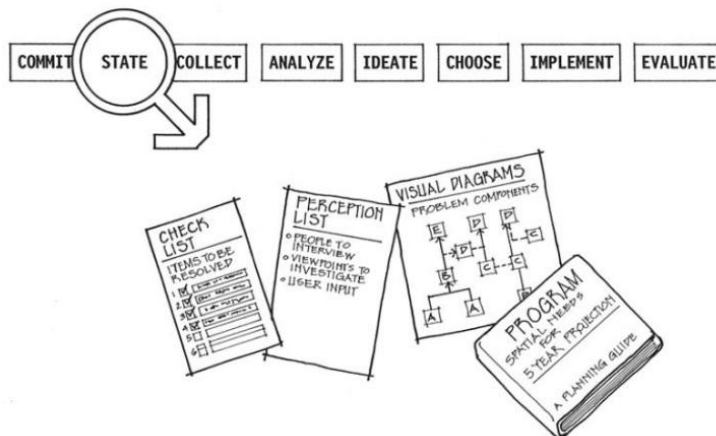 COMMIT STATE COLLECT ANALYZE IDEATE CHOOSE IMPLEMENT EVALUATE
CHECK
LIST
ITEMS TO BE
RESOLVED
1
2
3
4
5
6
PERCEPTION
LIST
PEOPLE TO
INTERVIEW
VIEWPOINTS TO
INVESTIGATE
USER INPUT
VISUAL DIAGRAMS
PROBLEM COMPONENTS
E D D
D C
B C C
A A B
PROGRAM
SPATIAL NEEDS
FOR
5 YEAR PROJECTION
A PLANNING GUIDE